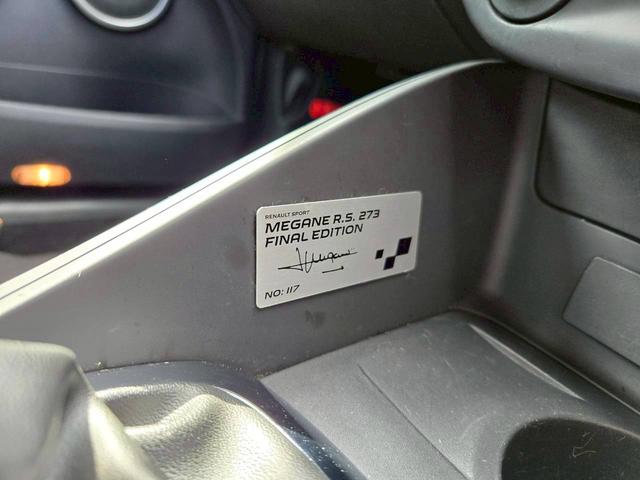 RENAULT SPORT
MEGANE R.S. 273
FINAL EDITION
NO: 117